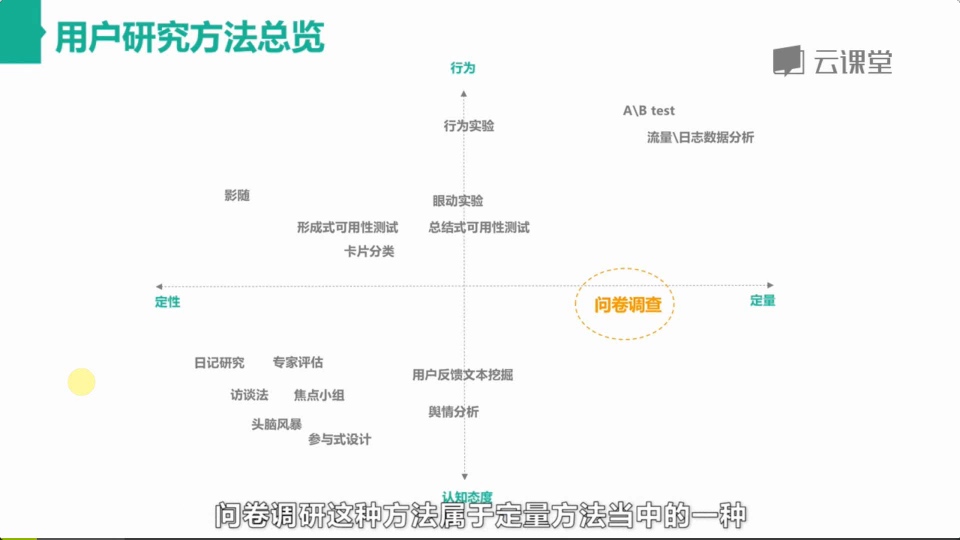 用户研究方法总览
云课堂
行为
A\B test
行为实验
流量\日志数据分析
影随
眼动实验
形成式可用性测试
总结式可用性测试
卡片分类
定性
问卷调查
定量
日记研究
专家评估
用户反馈文本挖掘
访谈法
焦点小组
舆情分析
头脑风暴
参与式设计
认知态度
问卷调研这种方法属于定量方法当中的一种